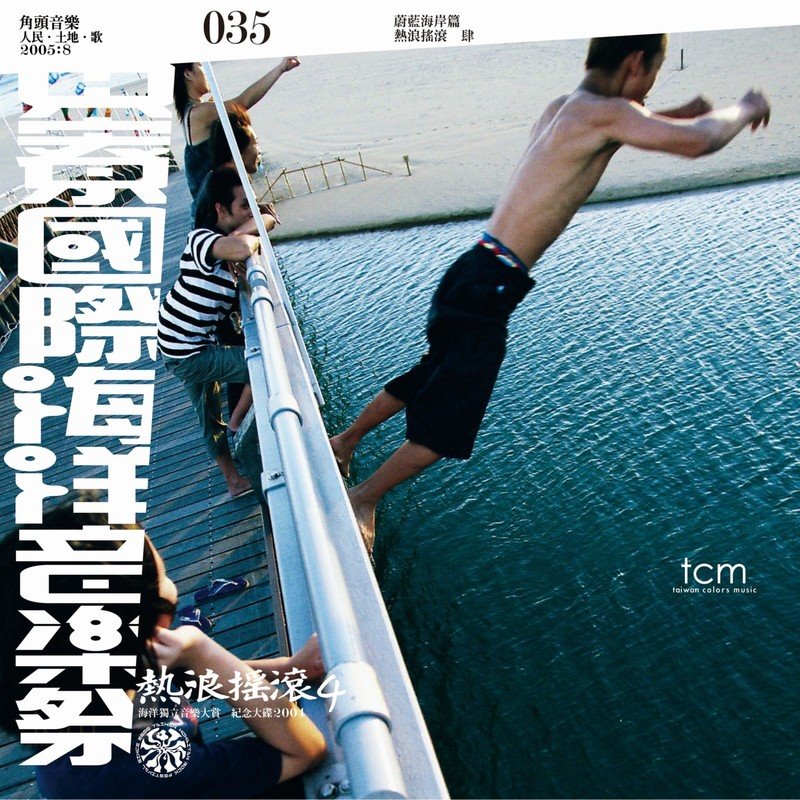 角頭音樂
人民・土地・歌
2005:8
035
蔚藍海岸篇
熱浪搖滾 肆
寮國際海洋音楽祭
熱浪搖滾4
海洋獨立音樂大賞 紀念大碟2004
tcm
taiwan colors music